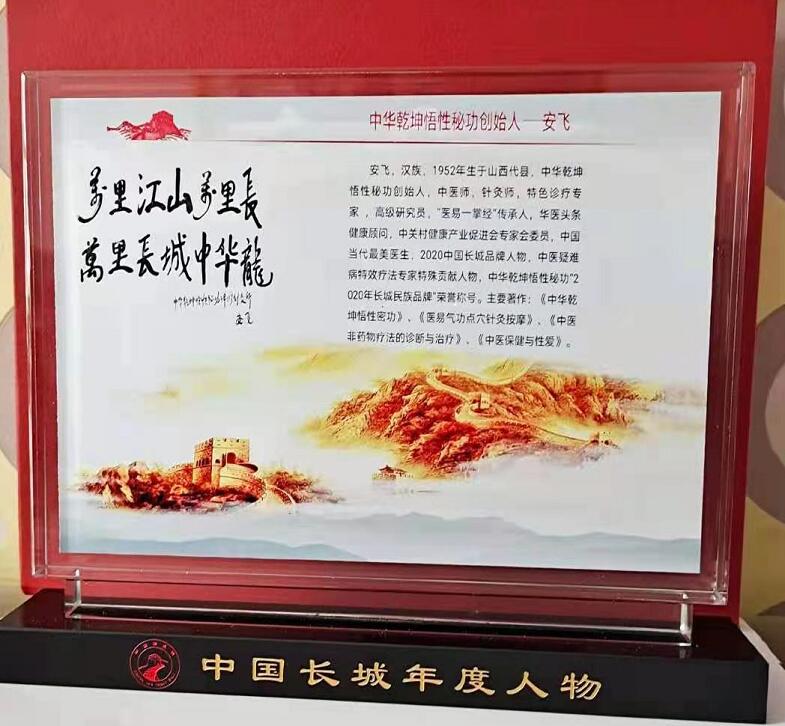 中华乾坤悟性秘功创始人——安飞
萬里江山萬里長
萬里長城中华龍
安飞
安飞，汉族，1952年生于山西代县，中华乾坤
悟性秘功创始人，中医师，针灸师，特色诊疗专
家，高级研究员，“医易一掌经”传承人，华医头条
健康顾问，中关村健康产业促进会专家会委员，中国
当代最美医生，2020中国长城品牌人物，中医疑难
病特效疗法专家特殊贡献人物，中华乾坤悟性秘功“2
020年长城民族品牌”荣誉称号。主要著作：《中华乾
坤悟性密功》、《医易气功点穴针灸按摩》、《中医
非药物疗法的诊断与治疗》、《中医保健与性爱》。
中国长城年度人物